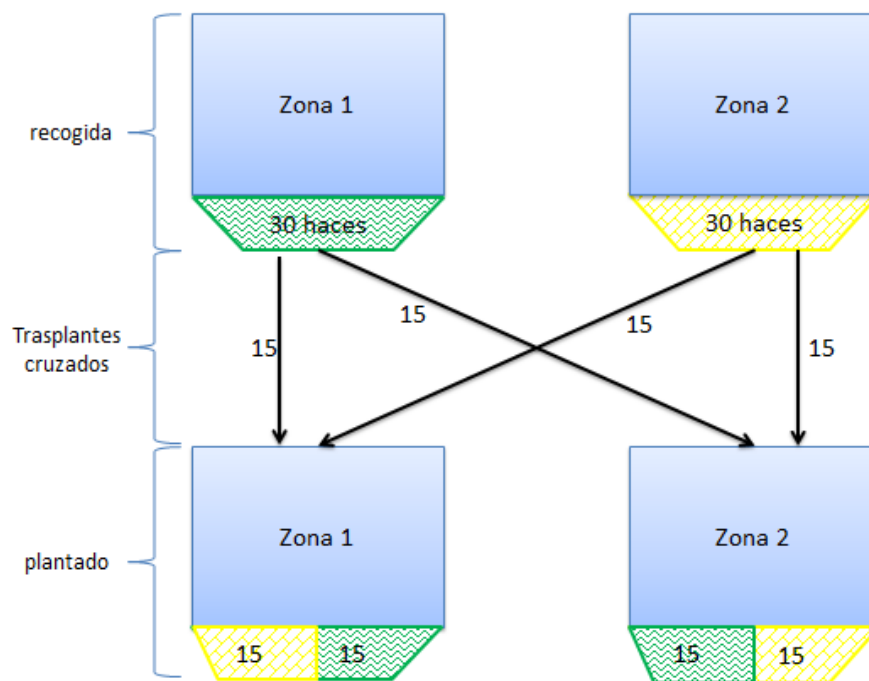 Zona 1
Zona 2
recogida
30 haces
30 haces
Trasplantes
cruzados
15
15
15
15
Zona 1
Zona 2
plantado
15
15
15
15